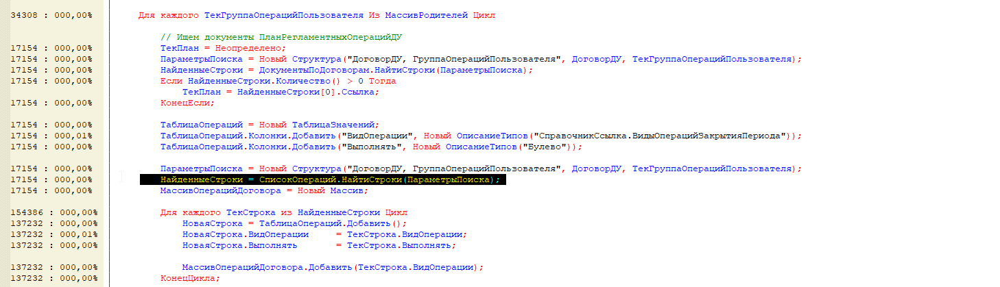 34308 : 000,00% Для каждого ТекГруппаОперацийПользователя Из МассивРодителей Цикл
// Ищем документы ПланРегламентныхОперацийДУ
17154 : 000,00% ТекПлан = Неопределено;
17154 : 000,00% ПараметрыПоиска = Новый Структура("ДоговорДУ, ГруппаОперацийПользователя", ДоговорДУ, ТекГруппаОперацийПользователя);
17154 : 000,00% НайденныеСтроки = ДокументыПоДоговорам.НайтиСтроки(ПараметрыПоиска);
17154 : 000,00% Если НайденныеСтроки.Количество() > 0 Тогда
ТекПлан = НайденныеСтроки[0].Ссылка;
17154 : 000,00% КонецЕсли;
17154 : 000,00% ТаблицаОпераций = Новый ТаблицаЗначений;
17154 : 000,01% ТаблицаОпераций.Колонки.Добавить("ВидОперации", Новый ОписаниеТипов("СправочникСсылка.ВидыОперацийЗакрытияПериода"));
17154 : 000,00% ТаблицаОпераций.Колонки.Добавить("Выполнять", Новый ОписаниеТипов("Булево"));
17154 : 000,00% ПараметрыПоиска = Новый Структура("ДоговорДУ, ГруппаОперацийПользователя", ДоговорДУ, ТекГруппаОперацийПользователя);
17154 : 000,00% НайденныеСтроки = СписокОпераций.НайтиСтроки(ПараметрыПоиска);
17154 : 000,00% МассивОперацийДоговора = Новый Массив;
154386 : 000,00% Для каждого ТекСтрока из НайденныеСтроки Цикл
137232 : 000,00% НоваяСтрока = ТаблицаОпераций.Добавить();
137232 : 000,01% НоваяСтрока.ВидОперации = ТекСтрока.ВидОперации;
137232 : 000,00% НоваяСтрока.Выполнять = ТекСтрока.Выполнять;
137232 : 000,00% МассивОперацийДоговора.Добавить(ТекСтрока.ВидОперации);
137232 : 000,00% КонецЦикла;